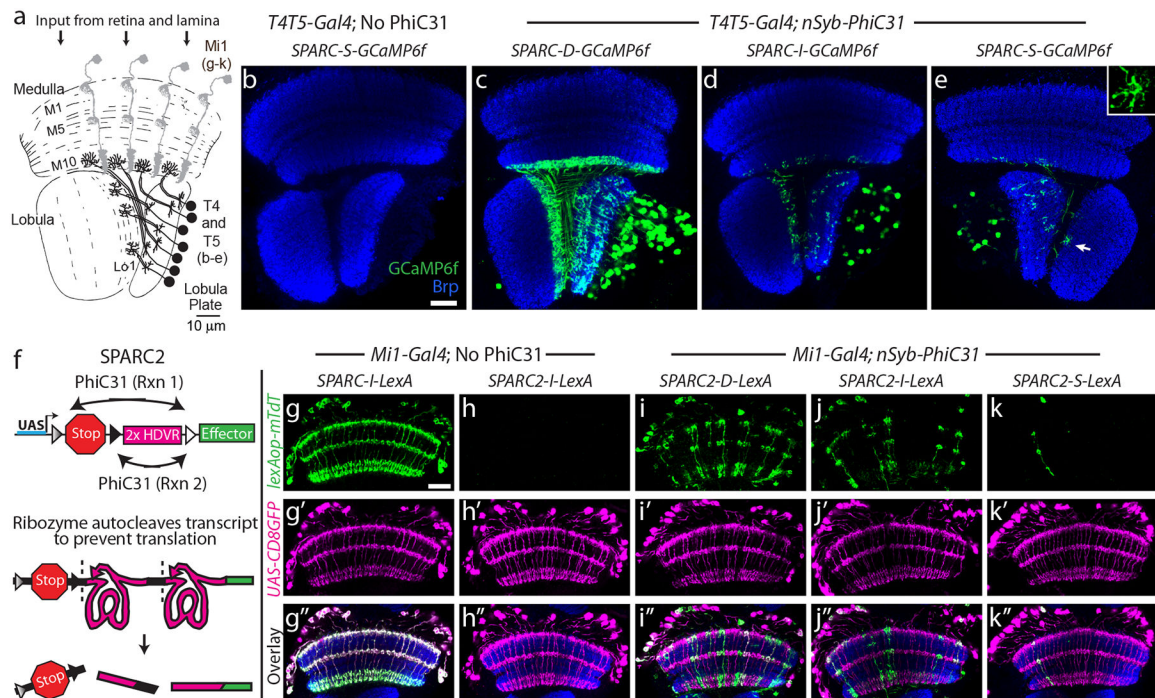 a
Input from retina and lamina
Mi1
(g-k)
Medulla
M1
M5
M10
Lobula
Lo1
T4
and
T5
(b-e)
Lobula
Plate
10 μm
T4T5-Gal4; No PhiC31
T4T5-Gal4; nSyb-PhiC31
SPARC-S-GCaMP6f
SPARC-D-GCaMP6f
SPARC-I-GCaMP6f
SPARC-S-GCaMP6f
b
c
d
e
GCaMP6f
Brp
f
SPARC2
PhiC31 (Rxn 1)
UAS
Stop
2x HDVR
Effector
PhiC31 (Rxn 2)
Ribozyme autocleaves transcript
to prevent translation
Stop
Stop
Mi1-Gal4; No PhiC31
Mi1-Gal4; nSyb-PhiC31
SPARC-I-LexA
SPARC2-I-LexA
SPARC2-D-LexA
SPARC2-I-LexA
SPARC2-S-LexA
lexAop-mTdT
g
h
i
j
k
UAS-CD8GFP
g'
h'
i'
j'
k'
Overlay
g"
h"
i"
j"
k"